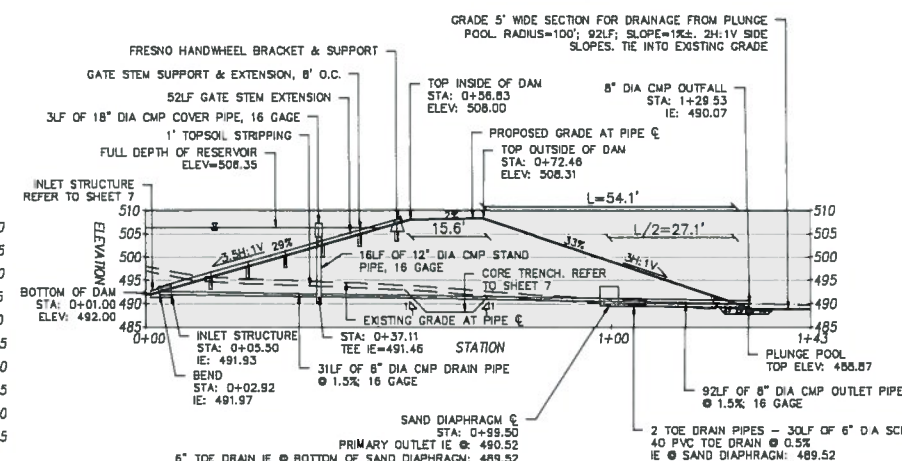 GRADE 5' WIDE SECTION FOR DRAINAGE FROM PLUNGE
POOL. RADIUS=100'; 92LF; SLOPE=1%±. 2H:1V SIDE
SLOPES. TIE INTO EXISTING GRADE
FRESNO HANDWHEEL BRACKET & SUPPORT
GATE STEM SUPPORT & EXTENSION, 8' O.C.
52LF GATE STEM EXTENSION
3LF OF 18" DIA CMP COVER PIPE, 16 GAGE
1' TOPSOIL STRIPPING
FULL DEPTH OF RESERVOIR
ELEV=506.35
INLET STRUCTURE
REFER TO SHEET 7
TOP INSIDE OF DAM
STA: 0+56.83
ELEV: 508.00
8" DIA CMP OUTFALL
STA: 1+29.53
IE: 490.07
PROPOSED GRADE AT PIPE ℄
TOP OUTSIDE OF DAM
STA: 0+72.46
ELEV: 508.31
L=54.1'
L/2=27.1'
2%
15.6'
33%
3H:1V
3.5H:1V 29%
ELEVATION
510
505
500
495
490
485
510
505
500
495
490
485
16LF OF 12" DIA CMP STAND
PIPE, 16 GAGE
CORE TRENCH. REFER
TO SHEET 7
1
1
BOTTOM OF DAM
STA: 0+01.00
ELEV: 492.00
EXISTING GRADE AT PIPE ℄
0+00
STATION
1+00
1+43
INLET STRUCTURE
STA: 0+05.50
IE: 491.93
BEND
STA: 0+02.92
IE: 491.97
STA: 0+37.11
TEE IE=491.46
31LF OF 8" DIA CMP DRAIN PIPE
@ 1.5%; 16 GAGE
PLUNGE POOL
TOP ELEV: 488.87
92LF OF 8" DIA CMP OUTLET PIPE
@ 1.5%; 16 GAGE
SAND DIAPHRAGM ℄
STA: 0+99.50
PRIMARY OUTLET IE @: 490.52
6" TOE DRAIN IE @ BOTTOM OF SAND DIAPHRAGM: 489.52
2 TOE DRAIN PIPES - 30LF OF 6" DIA SC
40 PVC TOE DRAIN @ 0.5%
IE @ SAND DIAPHRAGM: 489.52